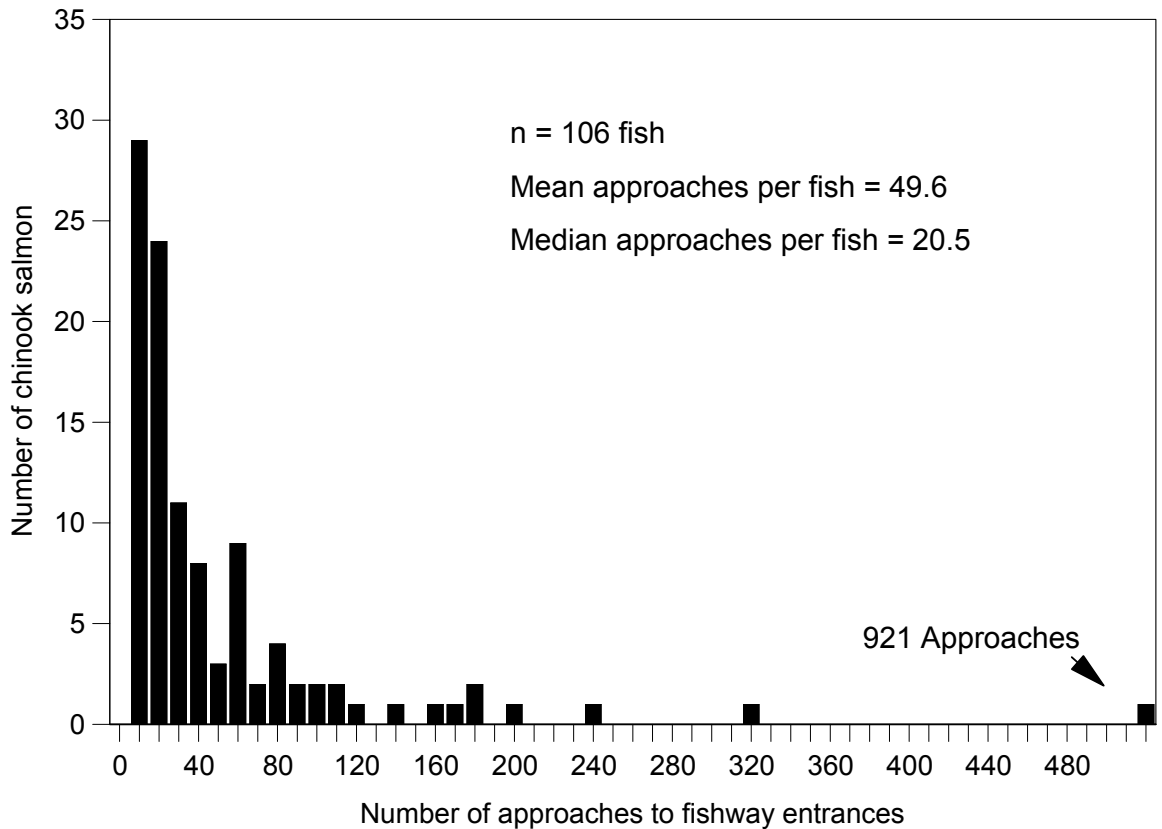 35
30
25
20
15
10
5
0
Number of chinook salmon
n = 106 fish
Mean approaches per fish = 49.6
Median approaches per fish = 20.5
921 Approaches
0 40 80 120 160 200 240 280 320 360 400 440 480
Number of approaches to fishway entrances